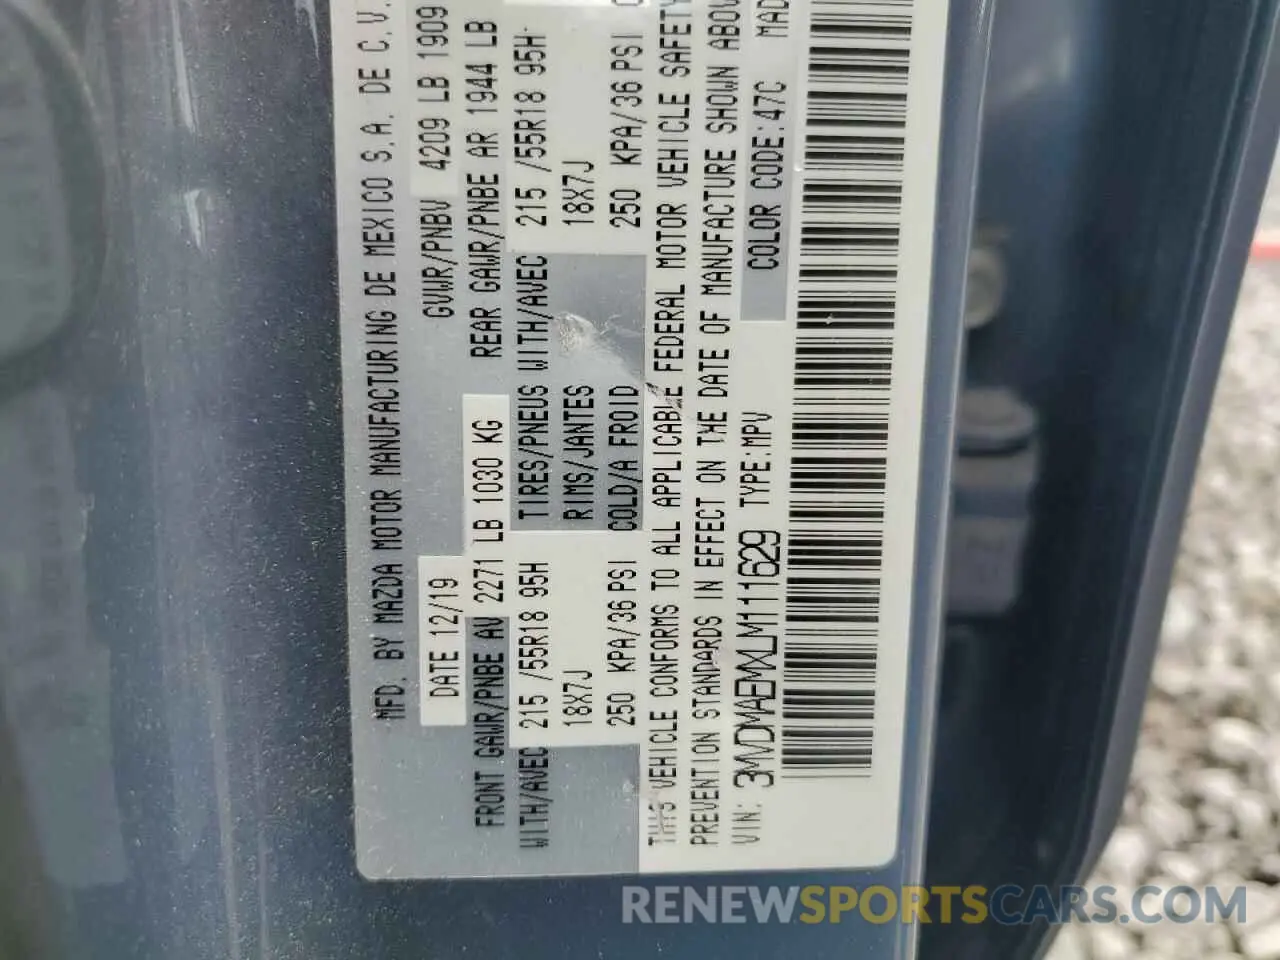 MFD. BY MAZDA MOTOR MANUFACTURING DE MEXICO S.A. DE C.V.
DATE 12/19 GVWR/PNBV 4209 LB 1909
FRONT GAWR/PNBE AV 2271 LB 1030 KG REAR GAWR/PNBE AR 1944 LB
WITH/AVEC 215 /55R18 95H TIRES/PNEUS WITH/AVEC 215 /55R18 95H
18X7J RIMS/JANTES 18X7J
250 KPA/36 PSI COLD/A FROID 250 KPA/36 PSI
THIS VEHICLE CONFORMS TO ALL APPLICABLE FEDERAL MOTOR VEHICLE SAFETY
PREVENTION STANDARDS IN EFFECT ON THE DATE OF MANUFACTURE SHOWN ABOV
VIN: 3MVDMAEMXLM111629 TYPE:MPV COLOR CODE:47C MAD
RENEWSPORTSCARS.COM